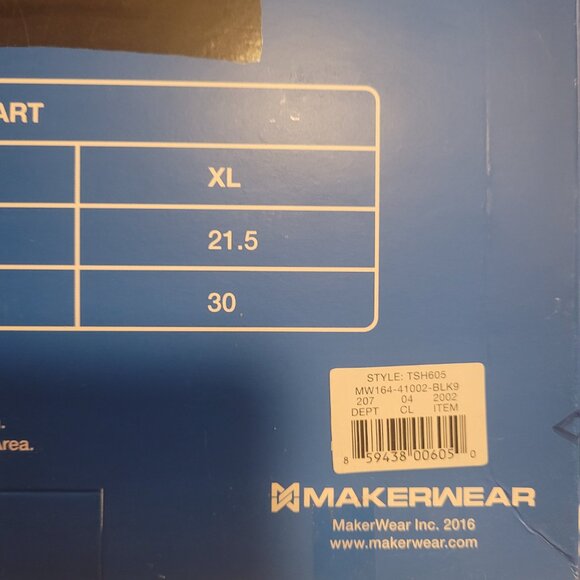 ART
XL
21.5
30
STYLE: TSH605
MW164-41002-BLK9
207 04 2002
DEPT CL ITEM
8 59438 00605 0
Area.
MAKERWEAR
MakerWear Inc. 2016
www.makerwear.com